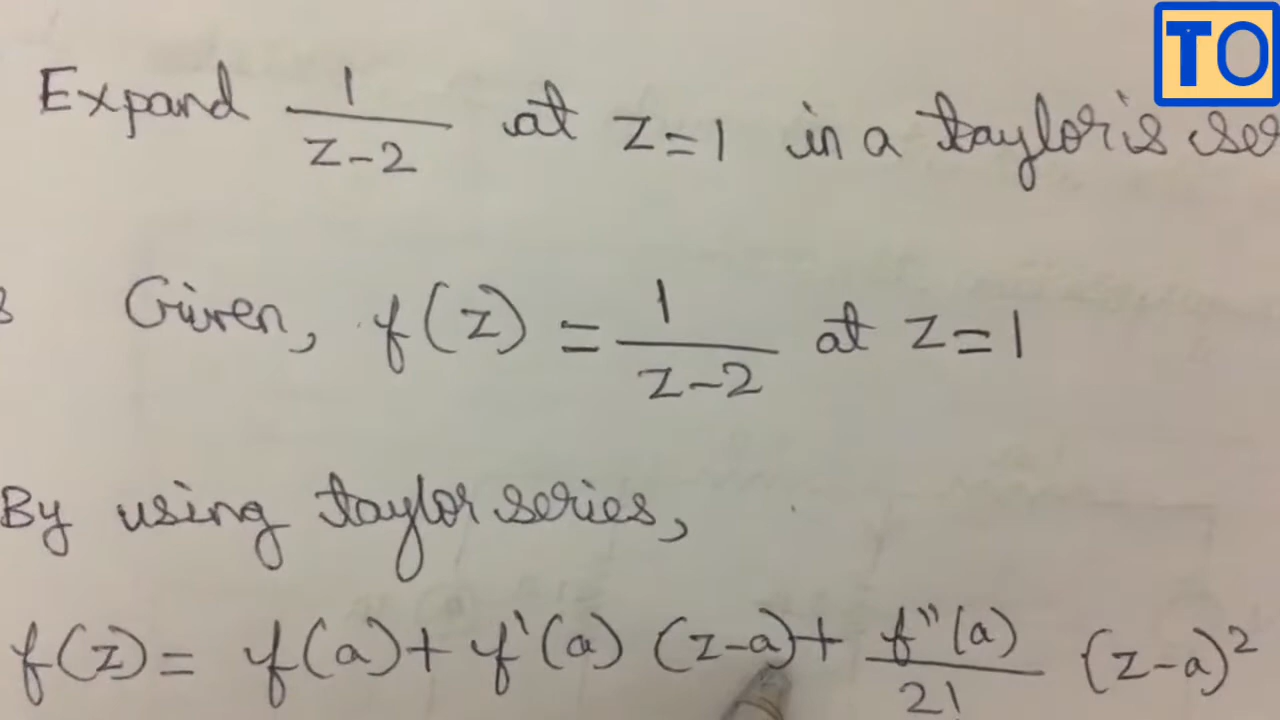 TO
Expand 1/(z-2) at z=1 in a taylor's
Given, f(z) = 1/(z-2) at z=1
By using taylor series,
f(z) = f(a) + f'(a) (z-a) + f''(a)/2! (z-a)²